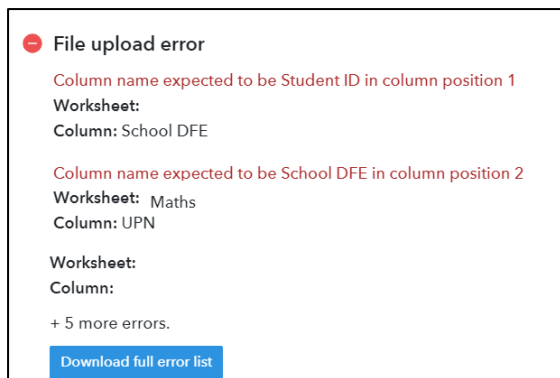 File upload error
Column name expected to be Student ID in column position 1
Worksheet:
Column: School DFE
Column name expected to be School DFE in column position 2
Worksheet: Maths
Column: UPN
Worksheet:
Column:
+ 5 more errors.
Download full error list